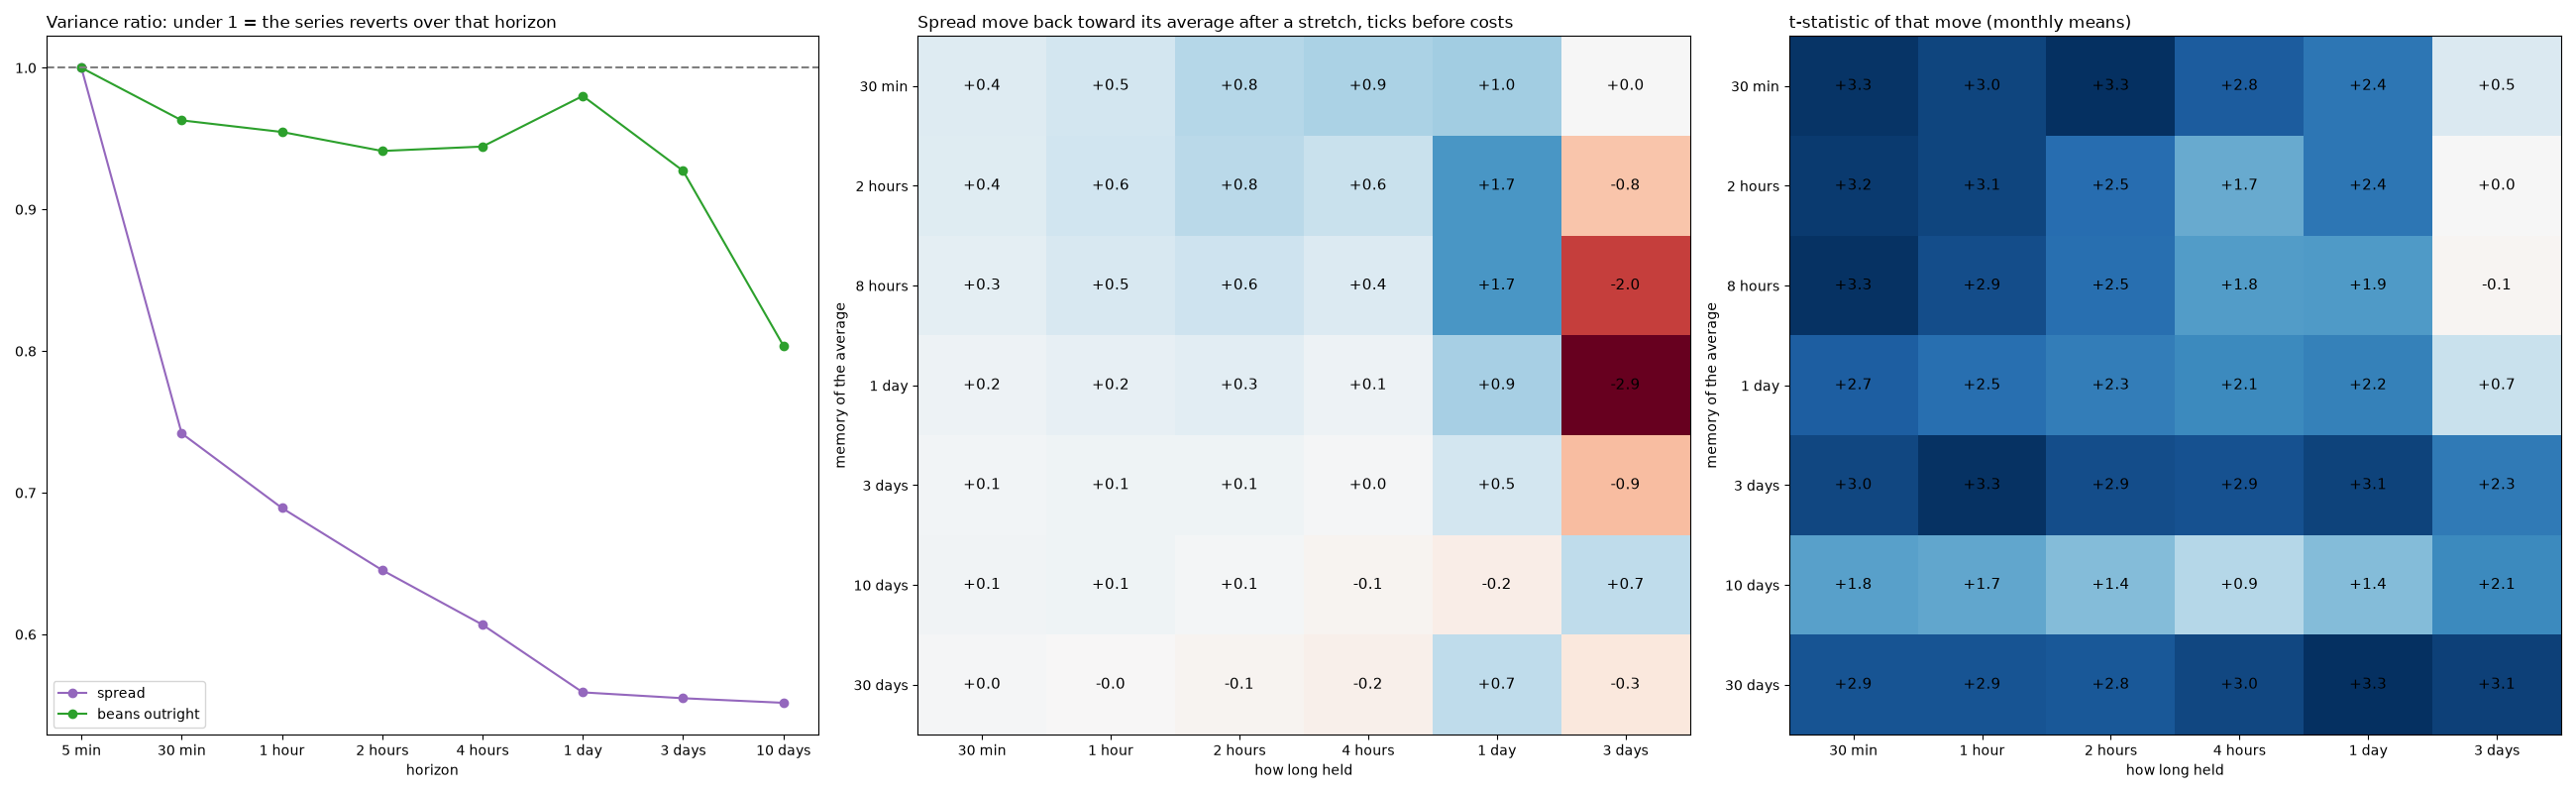 Variance ratio: under 1 = the series reverts over that horizon
1.0
0.9
0.8
0.7
0.6
spread
beans outright
5 min 30 min 1 hour 2 hours 4 hours 1 day 3 days 10 days
horizon
Spread move back toward its average after a stretch, ticks before costs
memory of the average
30 min +0.4 +0.5 +0.8 +0.9 +1.0 +0.0
2 hours +0.4 +0.6 +0.8 +0.6 +1.7 -0.8
8 hours +0.3 +0.5 +0.6 +0.4 +1.7 -2.0
1 day +0.2 +0.2 +0.3 +0.1 +0.9 -2.9
3 days +0.1 +0.1 +0.1 +0.0 +0.5 -0.9
10 days +0.1 +0.1 +0.1 -0.1 -0.2 +0.7
30 days +0.0 -0.0 -0.1 -0.2 +0.7 -0.3
30 min 1 hour 2 hours 4 hours 1 day 3 days
how long held
t-statistic of that move (monthly means)
memory of the average
30 min +3.3 +3.0 +3.3 +2.8 +2.4 +0.5
2 hours +3.2 +3.1 +2.5 +1.7 +2.4 +0.0
8 hours +3.3 +2.9 +2.5 +1.8 +1.9 -0.1
1 day +2.7 +2.5 +2.3 +2.1 +2.2 +0.7
3 days +3.0 +3.3 +2.9 +2.9 +3.1 +2.3
10 days +1.8 +1.7 +1.4 +0.9 +1.4 +2.1
30 days +2.9 +2.9 +2.8 +3.0 +3.3 +3.1
30 min 1 hour 2 hours 4 hours 1 day 3 days
how long held